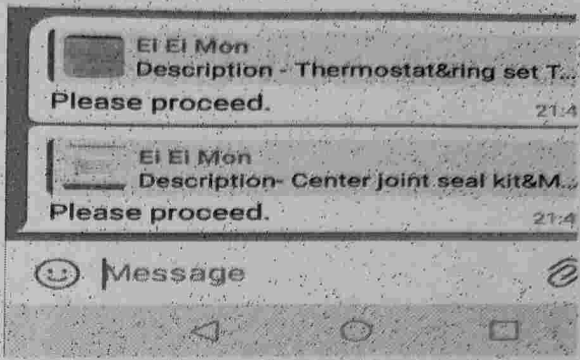 Ei Ei Mon
Description - Thermostat&ring set T...
Please proceed.
21:4
Ei Ei Mon
Description- Center joint seal kit&M...
Please proceed.
21:4
Message